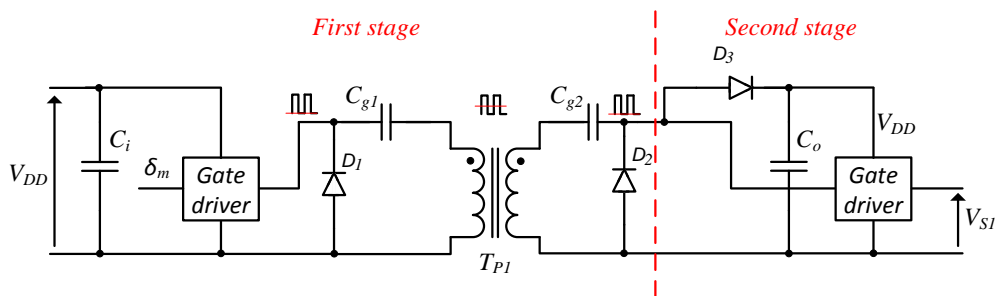 First stage
Second stage
D3
Cg1
Cg2
VDD
Ci
δm
Gate
driver
D1
TP1
D2
Co
VDD
Gate
driver
VS1